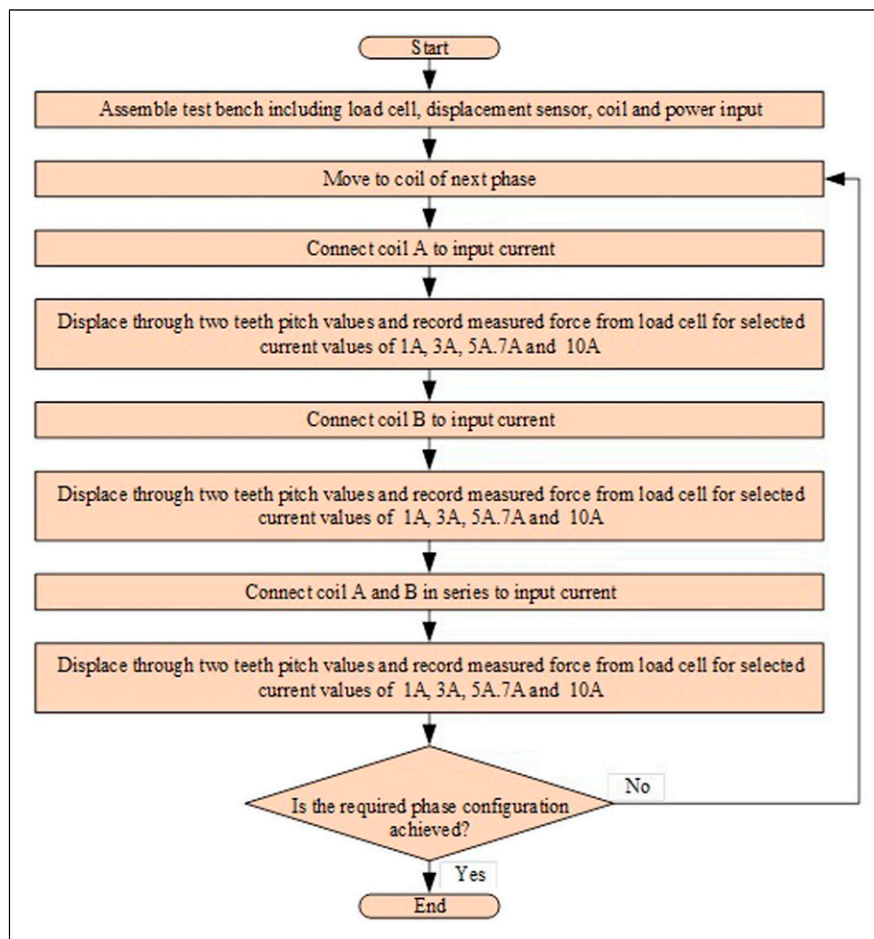 Start
Assemble test bench including load cell, displacement sensor, coil and power input
Move to coil of next phase
Connect coil A to input current
Displace through two teeth pitch values and record measured force from load cell for selected
current values of 1A, 3A, 5A.7A and 10A
Connect coil B to input current
Displace through two teeth pitch values and record measured force from load cell for selected
current values of 1A, 3A, 5A.7A and 10A
Connect coil A and B in series to input current
Displace through two teeth pitch values and record measured force from load cell for selected
current values of 1A, 3A, 5A.7A and 10A
No
Is the required phase configuration
achieved?
Yes
End